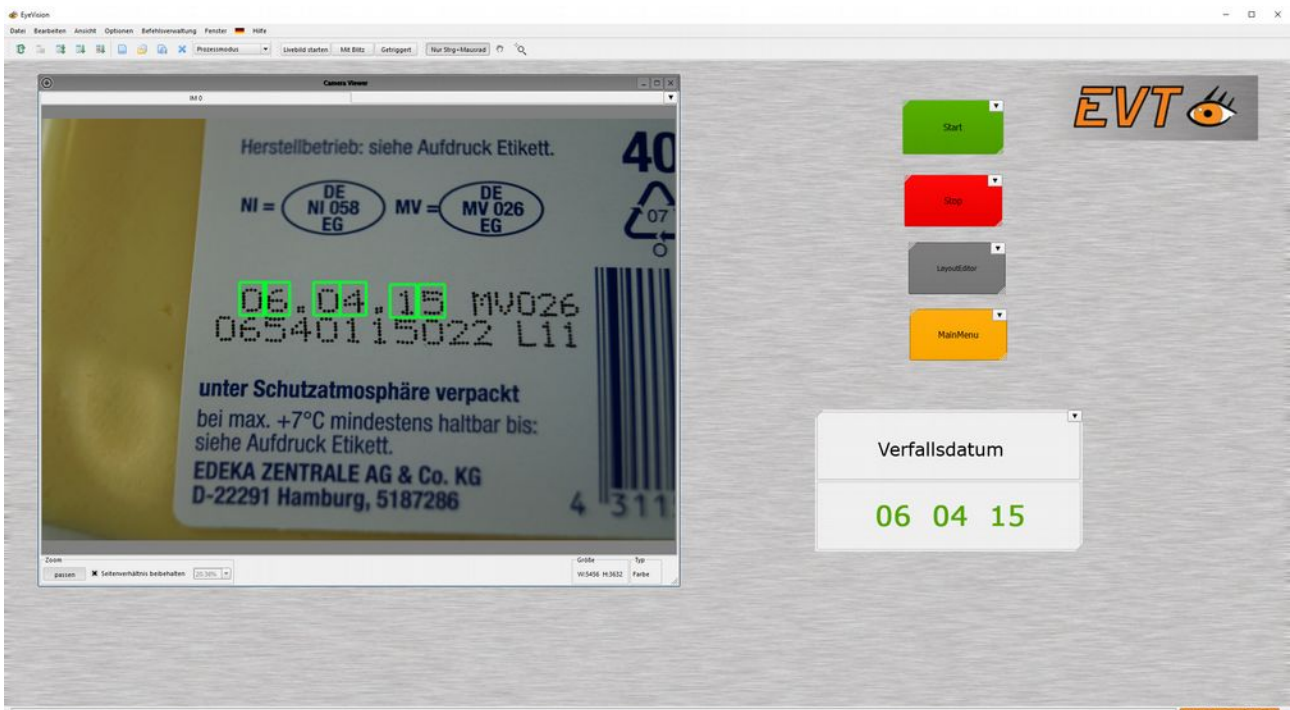 EyeVision
Datei Bearbeiten Ansicht Optionen Befehlsverwaltung Fenster Hilfe
Prozessmodus Livebild starten Mit Blitz Getriggert Nur Strg+Mausrad
Camera Viewer
IM 0
Herstellbetrieb: siehe Aufdruck Etikett.
40
NI = DE NI 058 EG MV = DE MV 026 EG
07
06.04.15 MV026
06540115022 L11
unter Schutzatmosphäre verpackt
bei max. +7°C mindestens haltbar bis:
siehe Aufdruck Etikett.
EDEKA ZENTRALE AG & Co. KG
D-22291 Hamburg, 5187286
4 311
Zoom
passen Seitenverhältnis beibehalten 20.56%
Größe
W:5456 H:3632
Typ
Farbe
EVT
Start
Stop
LayoutEditor
MainMenu
Verfallsdatum
06 04 15